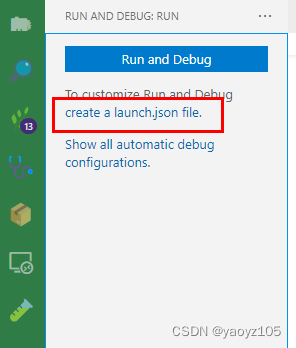 RUN AND DEBUG: RUN
Run and Debug
To customize Run and Debug
create a launch.json file.
Show all automatic debug
configurations.
13
CSDN @yaoyz105